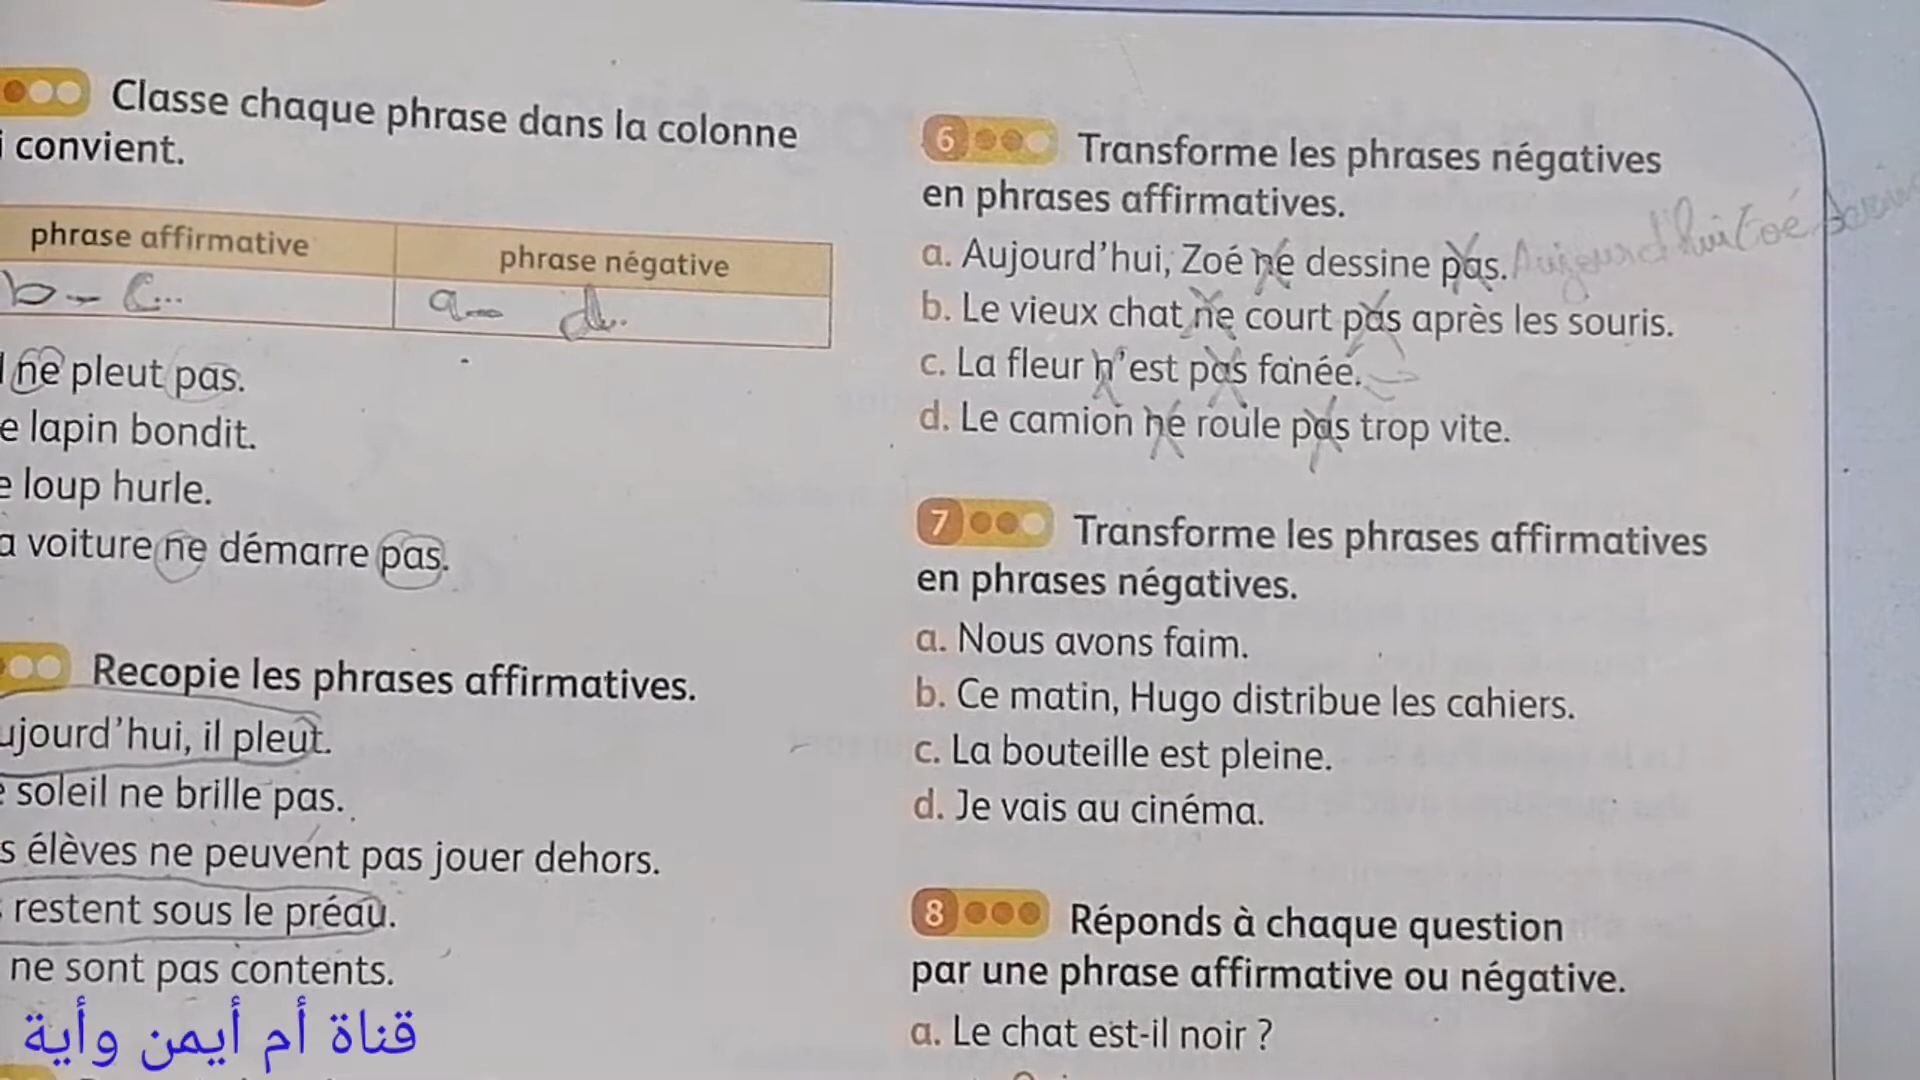 Classe chaque phrase dans la colonne
i convient.
phrase affirmative
phrase négative
b - c...
a - d..
ne pleut pas.
e lapin bondit.
e loup hurle.
a voiture ne démarre pas.
Recopie les phrases affirmatives.
ujourd'hui, il pleut.
e soleil ne brille pas.
s élèves ne peuvent pas jouer dehors.
s restent sous le préau.
ne sont pas contents.
قناة أم أيمن وأية
6 Transforme les phrases négatives
en phrases affirmatives.
a. Aujourd'hui, Zoé ne dessine pas. Aujourd'hui Zoé
b. Le vieux chat ne court pas après les souris.
c. La fleur n'est pas fanée.
d. Le camion ne roule pas trop vite.
7 Transforme les phrases affirmatives
en phrases négatives.
a. Nous avons faim.
b. Ce matin, Hugo distribue les cahiers.
c. La bouteille est pleine.
d. Je vais au cinéma.
8 Réponds à chaque question
par une phrase affirmative ou négative.
a. Le chat est-il noir ?